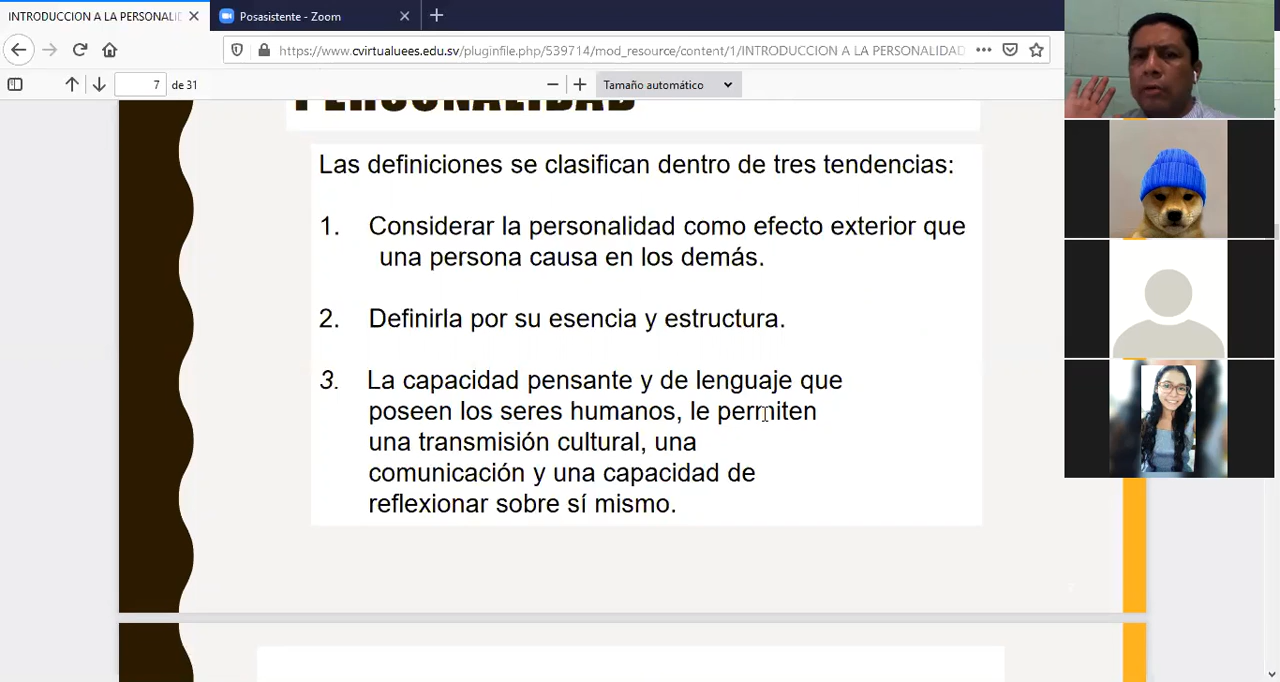 INTRODUCCION A LA PERSONALID
Posasistente - Zoom
https://www.cvirtualuees.edu.sv/pluginfile.php/539714/mod_resource/content/1/INTRODUCCION A LA PERSONALIDAD
7 de 31
Tamaño automático
PERSONALIDAD
Las definiciones se clasifican dentro de tres tendencias:
1. Considerar la personalidad como efecto exterior que
una persona causa en los demás.
2. Definirla por su esencia y estructura.
3. La capacidad pensante y de lenguaje que
poseen los seres humanos, le permiten
una transmisión cultural, una
comunicación y una capacidad de
reflexionar sobre sí mismo.
7